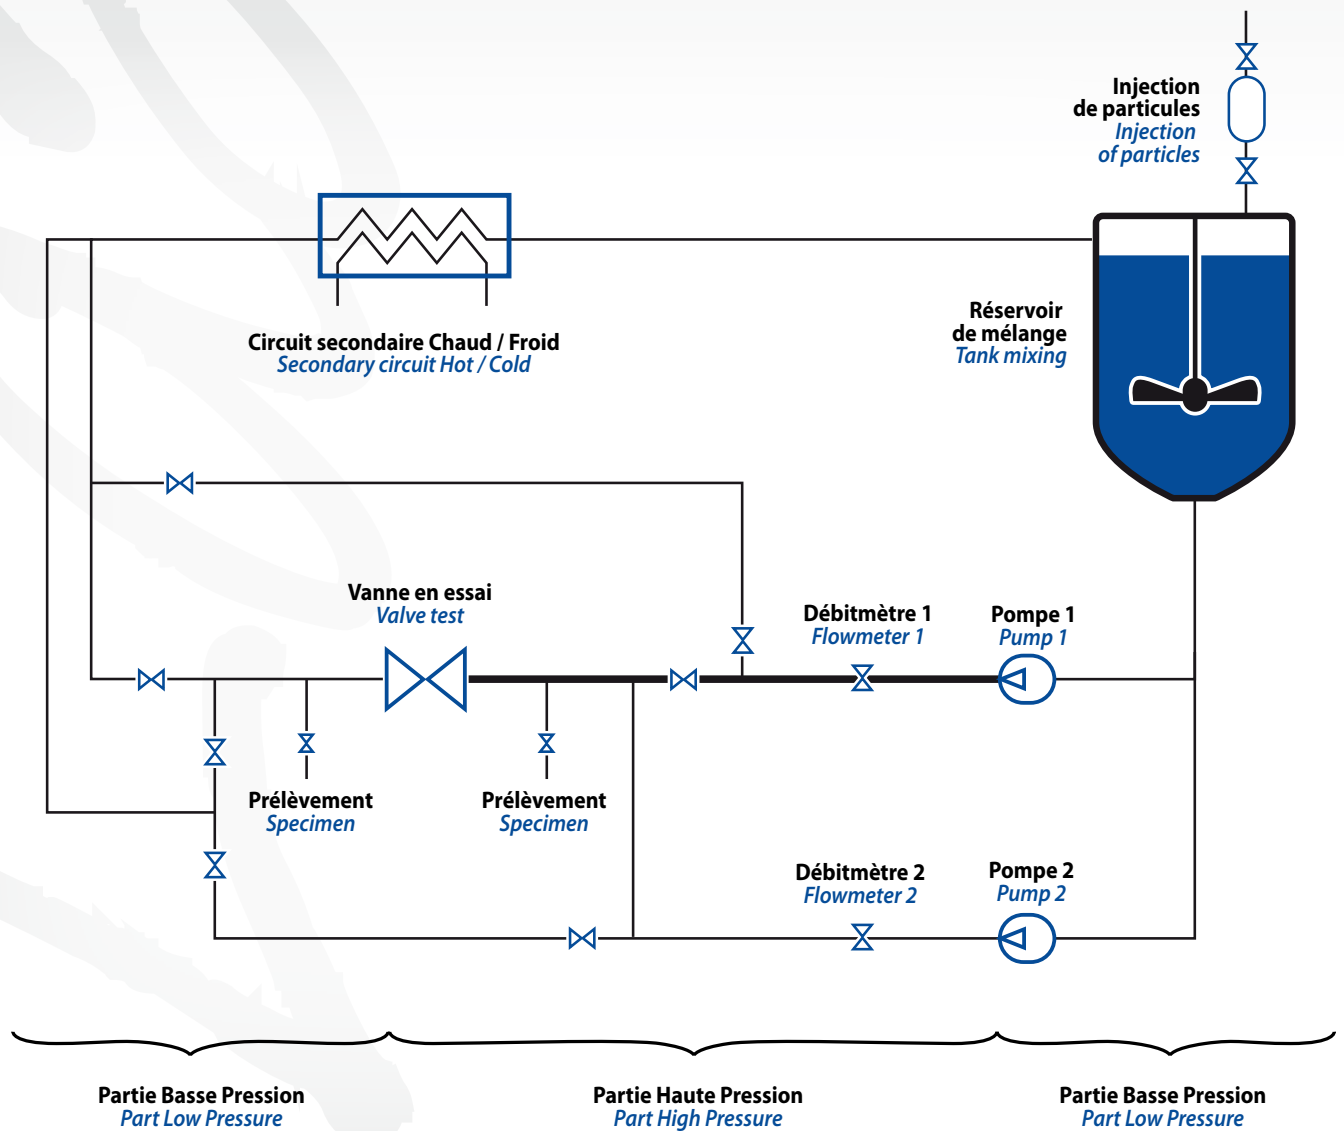 Injection
de particules
Injection
of particles
Circuit secondaire Chaud / Froid
Secondary circuit Hot / Cold
Réservoir
de mélange
Tank mixing
Vanne en essai
Valve test
Débitmètre 1
Flowmeter 1
Pompe 1
Pump 1
Prélèvement
Specimen
Prélèvement
Specimen
Débitmètre 2
Flowmeter 2
Pompe 2
Pump 2
Partie Basse Pression
Part Low Pressure
Partie Haute Pression
Part High Pressure
Partie Basse Pression
Part Low Pressure